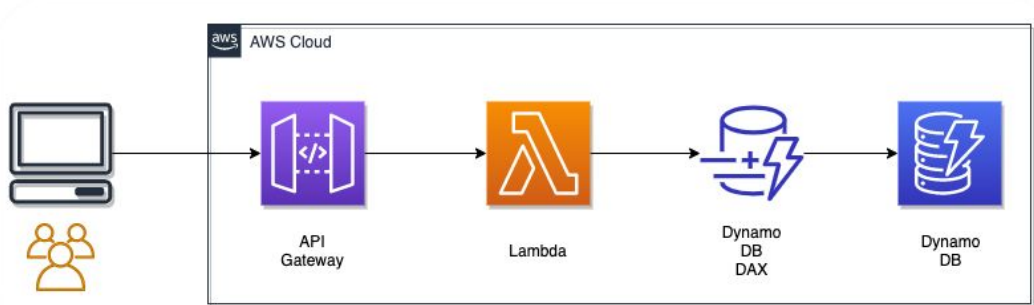 aws
AWS Cloud
</>
API
Gateway
Lambda
Dynamo
DB
DAX
Dynamo
DB